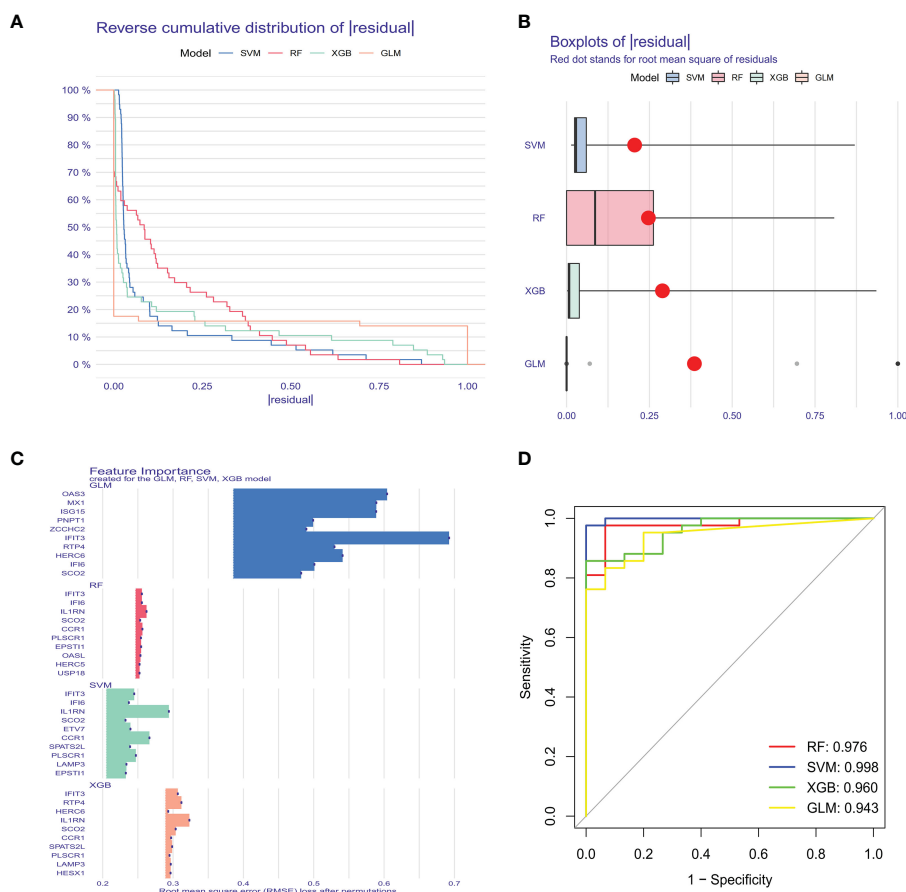 A
Reverse cumulative distribution of |residual|
Model SVM RF XGB GLM
100 %
90 %
80 %
70 %
60 %
50 %
40 %
30 %
20 %
10 %
0 %
0.00 0.25 0.50 0.75 1.00
|residual|
B
Boxplots of |residual|
Red dot stands for root mean square of residuals
Model SVM RF XGB GLM
SVM
RF
XGB
GLM
0.00 0.25 0.50 0.75 1.00
C
Feature Importance
created for the GLM, RF, SVM, XGB model
GLM
OAS3
MX1
ISG15
PNPT1
ZCCHC2
IFIT3
RTP4
HERC6
IFI6
SCO2
RF
IFIT3
IFI6
IL1RN
SCO2
CCR1
PLSCR1
EPSTI1
OASL
HERC5
USP18
SVM
IFIT3
IFI6
IL1RN
SCO2
ETV7
CCR1
SPATS2L
PLSCR1
LAMP3
EPSTI1
XGB
IFIT3
RTP4
HERC6
IL1RN
SCO2
CCR1
SPATS2L
PLSCR1
LAMP3
HESX1
0.2 0.3 0.4 0.5 0.6 0.7
Root mean square error (RMSE) loss after permutations
D
Sensitivity
1.0
0.8
0.6
0.4
0.2
0.0
RF: 0.976
SVM: 0.998
XGB: 0.960
GLM: 0.943
0.0 0.2 0.4 0.6 0.8 1.0
1 − Specificity